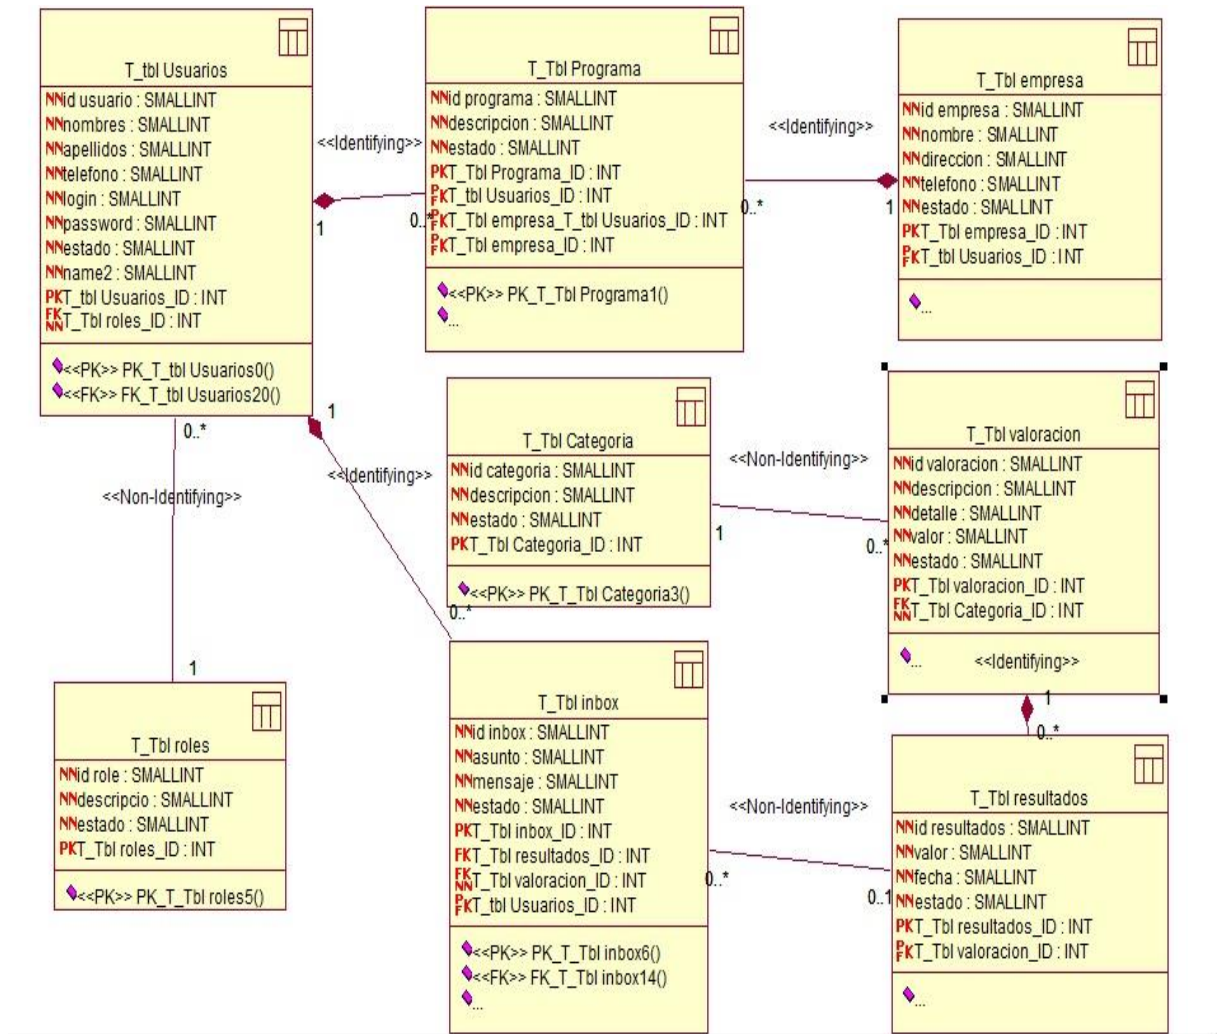 T_tbl Usuarios
NNid usuario : SMALLINT
NNnombres : SMALLINT
NNapellidos : SMALLINT
NNtelefono : SMALLINT
NNlogin : SMALLINT
NNpassword : SMALLINT
NNestado : SMALLINT
NNname2 : SMALLINT
PKT_tbl Usuarios_ID : INT
FK NN T_Tbl roles_ID : INT
<<PK>> PK_T_tbl Usuarios0()
<<FK>> FK_T_tbl Usuarios20()
<<Identifying>>
1
0..*
T_Tbl Programa
NNid programa : SMALLINT
NNdescripcion : SMALLINT
NNestado : SMALLINT
PKT_Tbl Programa_ID : INT
PFKT_tbl Usuarios_ID : INT
PFKT_Tbl empresa_T_tbl Usuarios_ID : INT
PFKT_Tbl empresa_ID : INT
<<PK>> PK_T_Tbl Programa1()
...
<<Identifying>>
0..*
1
T_Tbl empresa
NNid empresa : SMALLINT
NNnombre : SMALLINT
NNdireccion : SMALLINT
NNtelefono : SMALLINT
NNestado : SMALLINT
PKT_Tbl empresa_ID : INT
PFKT_tbl Usuarios_ID : INT
...
1
0..*
<<Identifying>>
<<Non-Identifying>>
0..*
1
T_Tbl Categoria
NNid categoria : SMALLINT
NNdescripcion : SMALLINT
NNestado : SMALLINT
PKT_Tbl Categoria_ID : INT
<<PK>> PK_T_Tbl Categoria3()
<<Non-Identifying>>
1
0..*
T_Tbl valoracion
NNid valoracion : SMALLINT
NNdescripcion : SMALLINT
NNdetalle : SMALLINT
NNvalor : SMALLINT
NNestado : SMALLINT
PKT_Tbl valoracion_ID : INT
FK NN T_Tbl Categoria_ID : INT
...
<<Identifying>>
1
0..*
T_Tbl roles
NNid role : SMALLINT
NNdescripcio : SMALLINT
NNestado : SMALLINT
PKT_Tbl roles_ID : INT
<<PK>> PK_T_Tbl roles5()
T_Tbl inbox
NNid inbox : SMALLINT
NNasunto : SMALLINT
NNmensaje : SMALLINT
NNestado : SMALLINT
PKT_Tbl inbox_ID : INT
FKT_Tbl resultados_ID : INT
FK NN T_Tbl valoracion_ID : INT
PFKT_tbl Usuarios_ID : INT
<<PK>> PK_T_Tbl inbox6()
<<FK>> FK_T_Tbl inbox14()
...
<<Non-Identifying>>
0..*
0..1
T_Tbl resultados
NNid resultados : SMALLINT
NNvalor : SMALLINT
NNfecha : SMALLINT
NNestado : SMALLINT
PKT_Tbl resultados_ID : INT
PFKT_Tbl valoracion_ID : INT
...